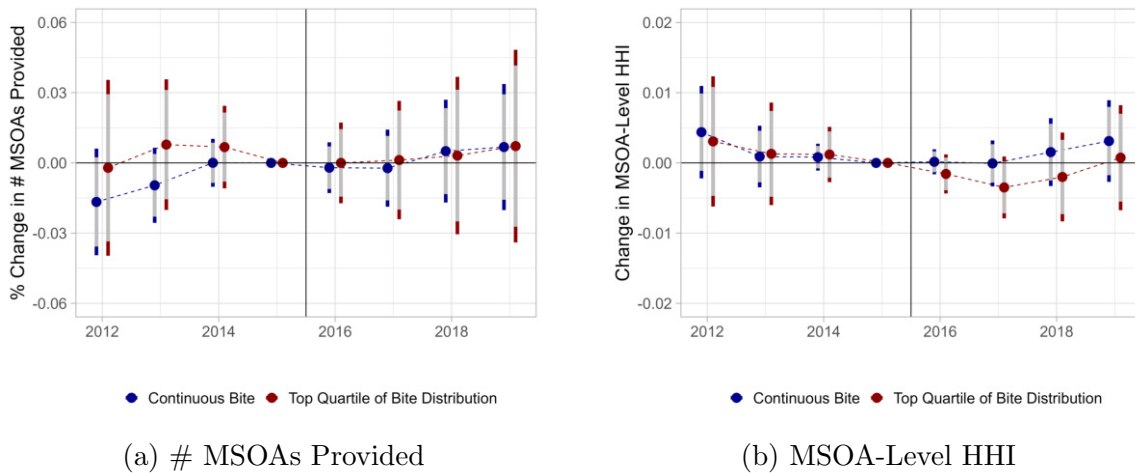 % Change in # MSOAs Provided
0.06
0.03
0.00
-0.03
-0.06
2012 2014 2016 2018
Continuous Bite Top Quartile of Bite Distribution
(a) # MSOAs Provided
Change in MSOA-Level HHI
0.02
0.01
0.00
-0.01
-0.02
2012 2014 2016 2018
Continuous Bite Top Quartile of Bite Distribution
(b) MSOA-Level HHI